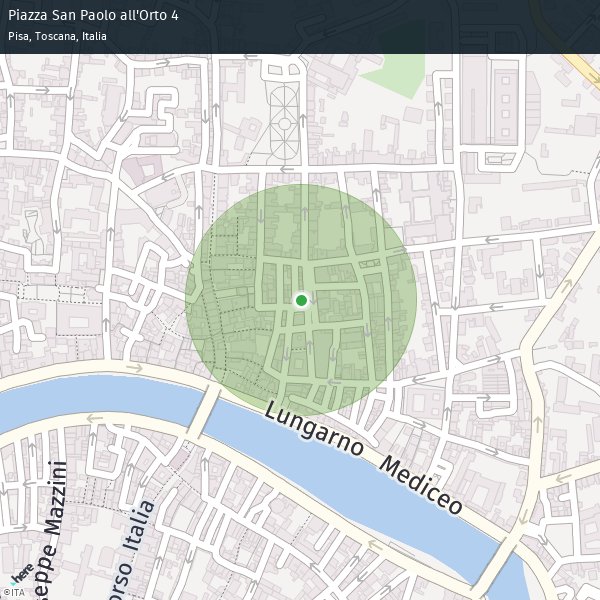 Piazza San Paolo all'Orto 4
Pisa, Toscana, Italia
Lungarno Mediceo
seppe Mazzini
orso Italia
here
©ITA